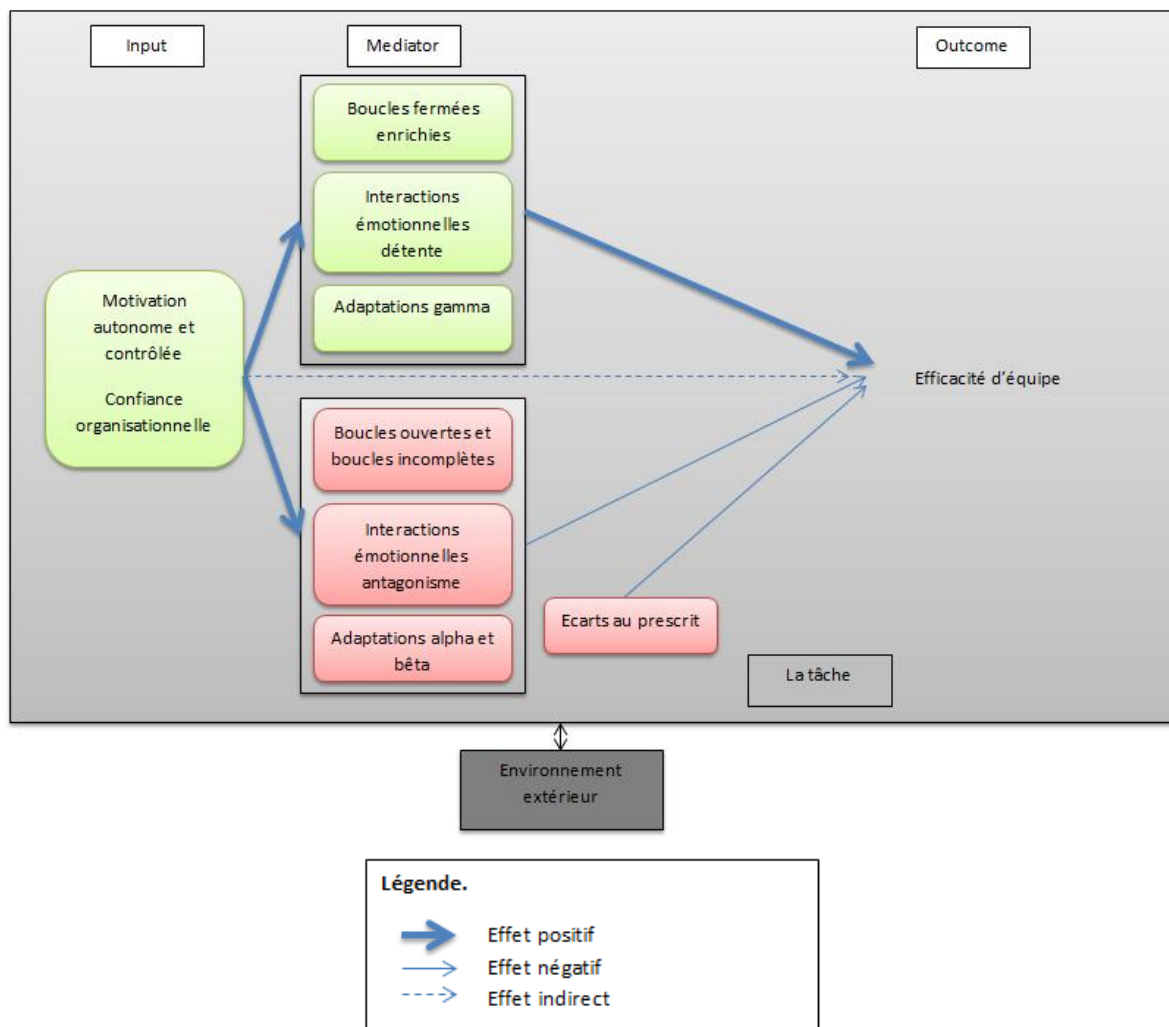 Input
Mediator
Outcome
Boucles fermées
enrichies
Interactions
émotionnelles
détente
Adaptations gamma
Motivation
autonome et
contrôlée
Confiance
organisationnelle
Efficacité d'équipe
Boucles ouvertes et
boucles incomplètes
Interactions
émotionnelles
antagonisme
Adaptations alpha et
bêta
Ecarts au prescrit
La tâche
Environnement
extérieur
Légende.
Effet positif
Effet négatif
Effet indirect